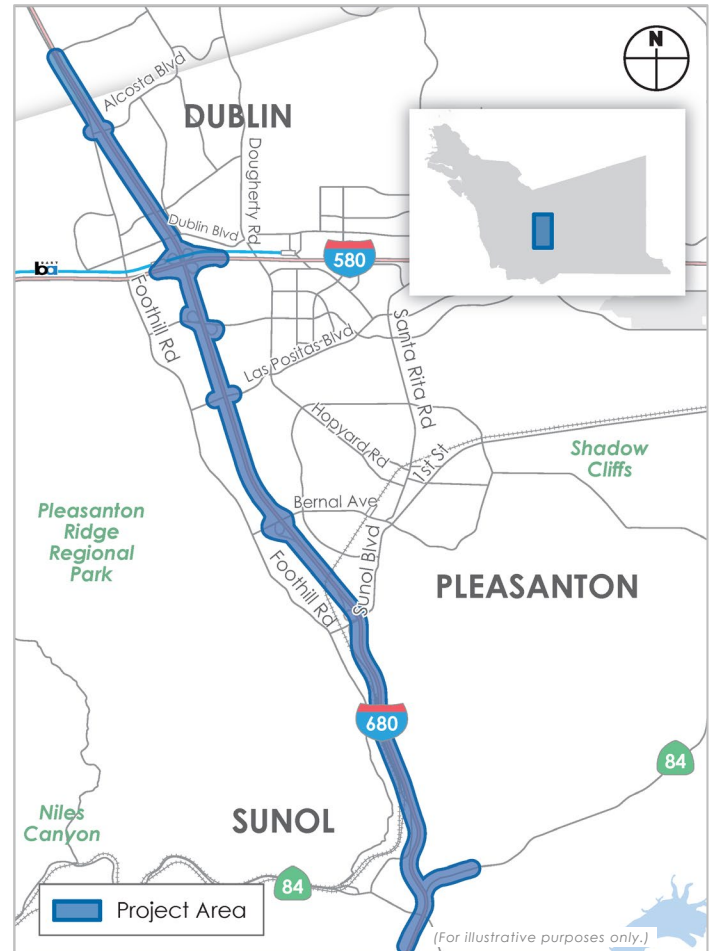 N
Alcosta Blvd
DUBLIN
Dougherty Rd
Dublin Blvd
580
Foothill Rd
Santa Rita Rd
Las Positas Blvd
Hopyard Rd
1st St
Shadow
Cliffs
Bernal Ave
Pleasanton
Ridge
Regional
Park
Sunol Blvd
Foothill Rd
PLEASANTON
680
84
SUNOL
Niles
Canyon
84
Project Area
(For illustrative purposes only.)